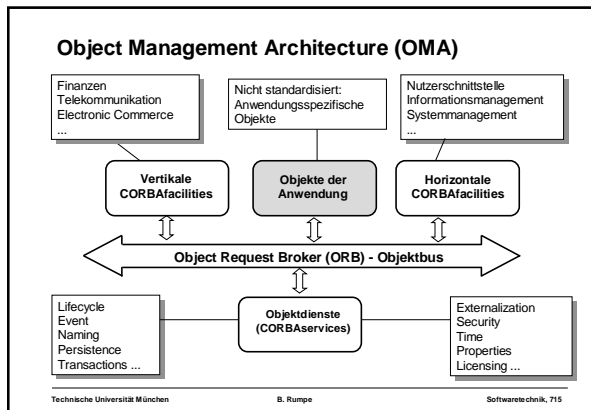 Object Management Architecture (OMA)
Finanzen
Telekommunikation
Electronic Commerce
...
Nicht standardisiert:
Anwendungsspezifische
Objekte
Nutzerschnittstelle
Informationsmanagement
Systemmanagement
...
Vertikale
CORBAfacilities
Objekte der
Anwendung
Horizontale
CORBAfacilities
Object Request Broker (ORB) - Objektbus
Lifecycle
Event
Naming
Persistence
Transactions ...
Objektdienste
(CORBAservices)
Externalization
Security
Time
Properties
Licensing ...
Technische Universität München B. Rumpe Softwaretechnik, 715